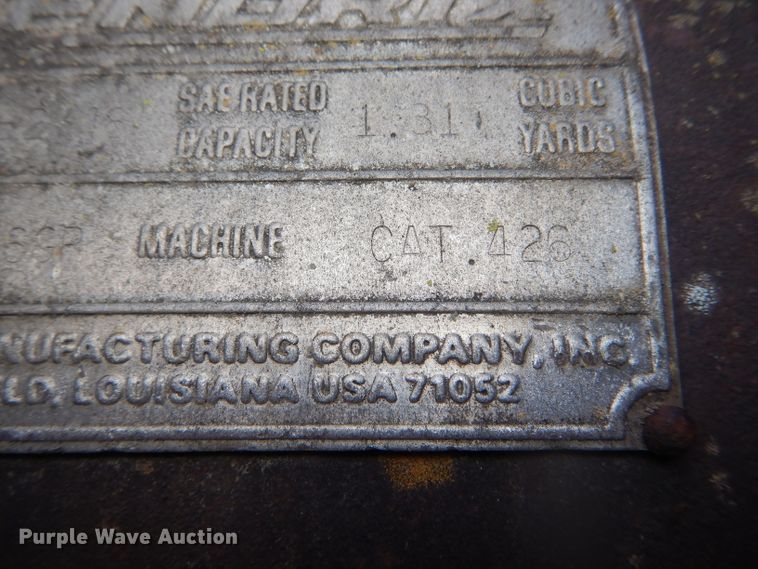 SAE RATED CAPACITY 1.31 CUBIC YARDS
MACHINE CAT 426
NUFACTURING COMPANY, INC.
LD, LOUISIANA USA 71052
Purple Wave Auction